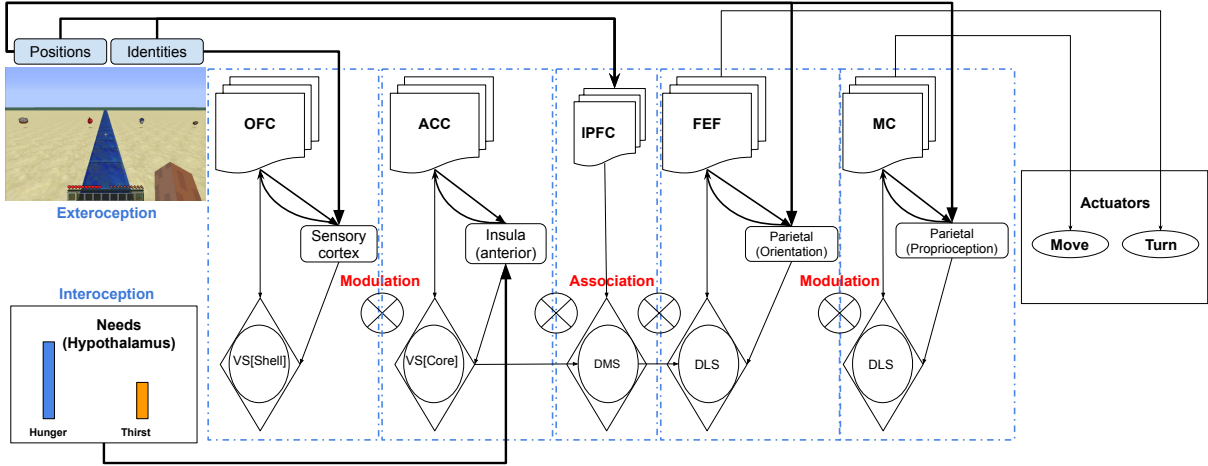 Positions
Identities
Exteroception
OFC
ACC
lPFC
FEF
MC
Sensory
cortex
Insula
(anterior)
Parietal
(Orientation)
Parietal
(Proprioception)
Actuators
Move
Turn
Modulation
Association
Modulation
Interoception
Needs
(Hypothalamus)
Hunger
Thirst
VS[Shell]
VS[Core]
DMS
DLS
DLS